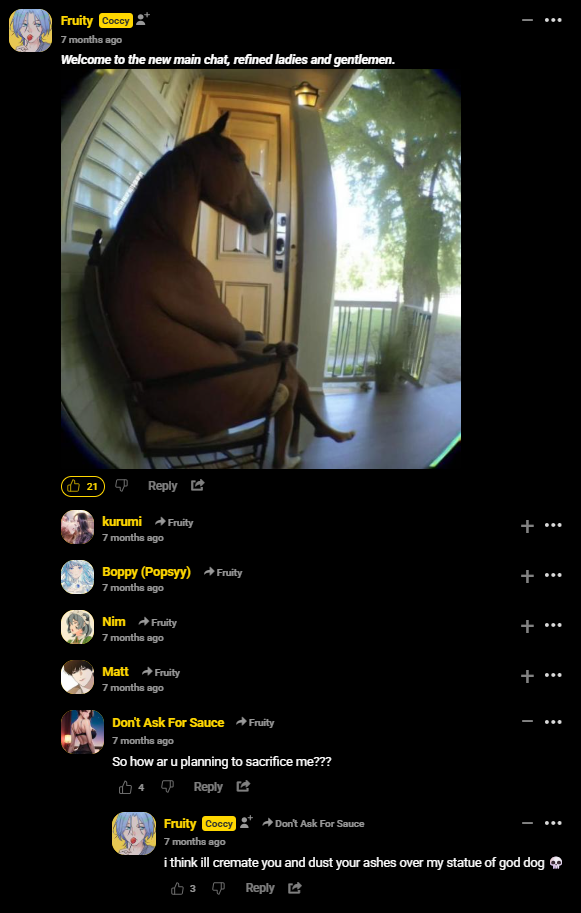 Fruity Coccy
7 months ago
Welcome to the new main chat, refined ladies and gentlemen.
21 Reply
kurumi Fruity
7 months ago
Boppy (Popsyy) Fruity
7 months ago
Nim Fruity
7 months ago
Matt Fruity
7 months ago
Don't Ask For Sauce Fruity
7 months ago
So how ar u planning to sacrifice me???
4 Reply
Fruity Coccy Don't Ask For Sauce
7 months ago
i think ill cremate you and dust your ashes over my statue of god dog 💀
3 Reply